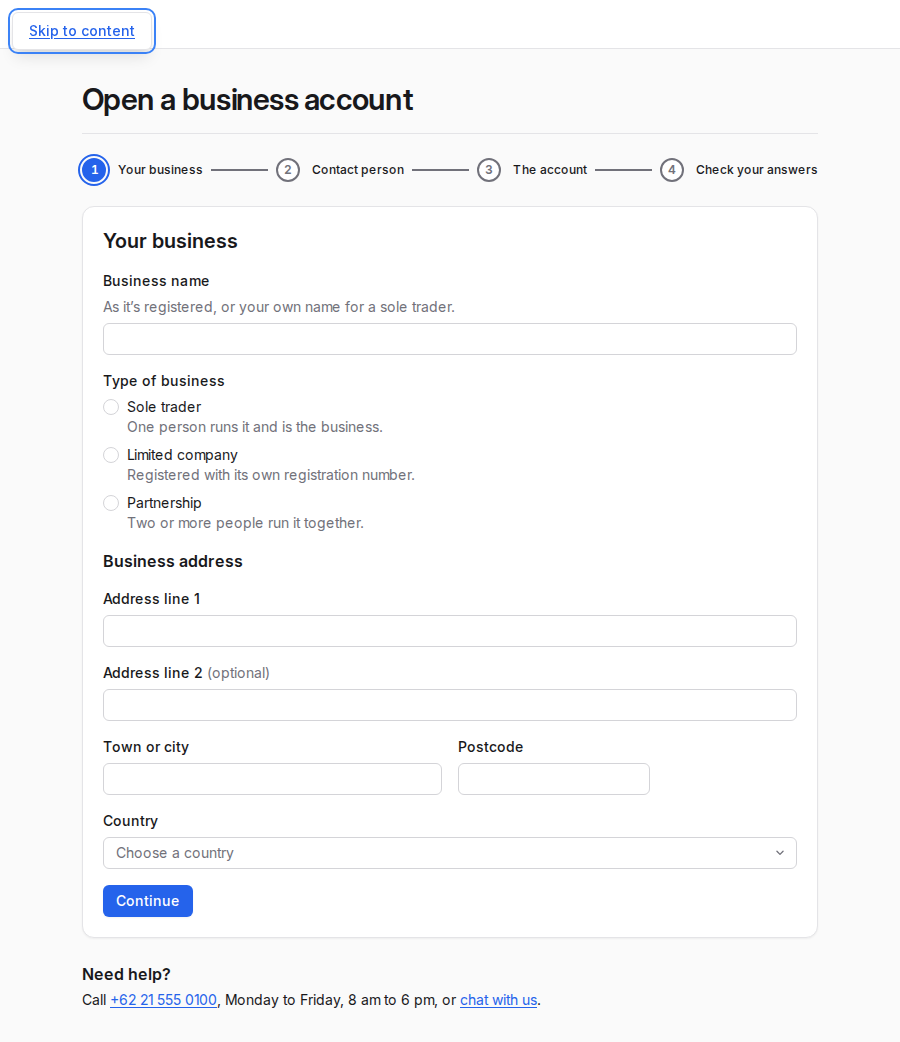 Skip to content
Open a business account
1 Your business 2 Contact person 3 The account 4 Check your answers
Your business
Business name
As it’s registered, or your own name for a sole trader.
Type of business
Sole trader
One person runs it and is the business.
Limited company
Registered with its own registration number.
Partnership
Two or more people run it together.
Business address
Address line 1
Address line 2 (optional)
Town or city Postcode
Country
Choose a country
Continue
Need help?
Call +62 21 555 0100, Monday to Friday, 8 am to 6 pm, or chat with us.